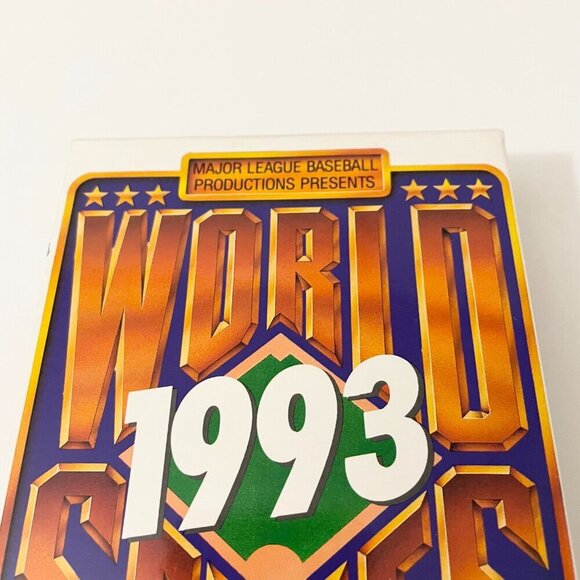 MAJOR LEAGUE BASEBALL
PRODUCTIONS PRESENTS
WORLD
1993